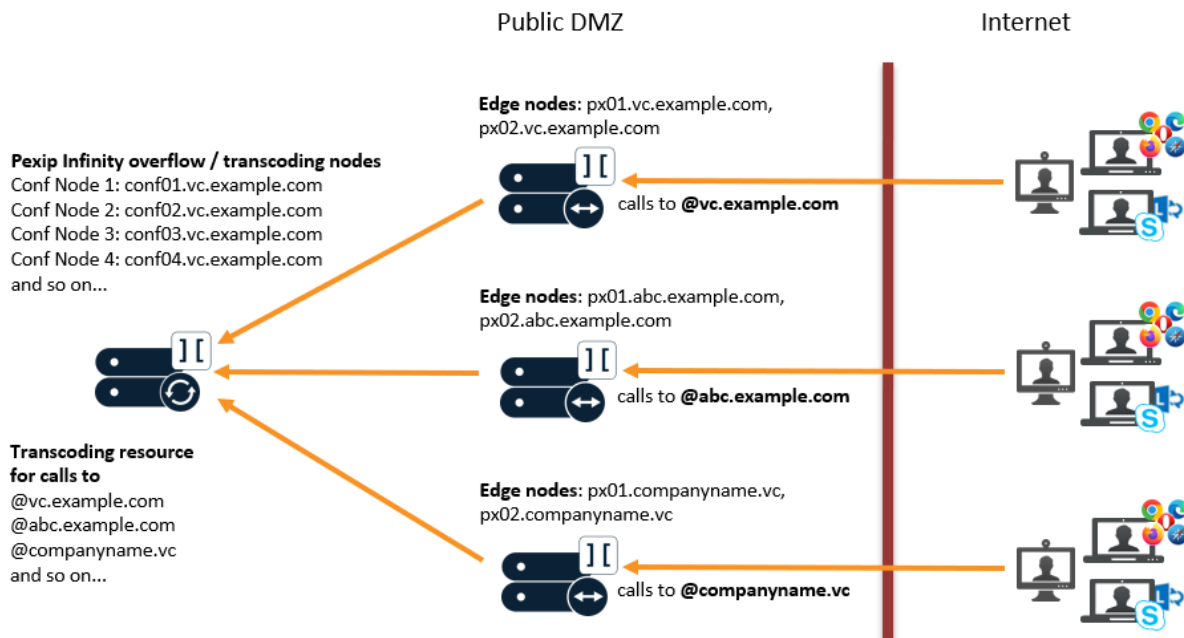 Public DMZ
Internet
Edge nodes: px01.vc.example.com,
px02.vc.example.com
Pexip Infinity overflow / transcoding nodes
Conf Node 1: conf01.vc.example.com
Conf Node 2: conf02.vc.example.com
Conf Node 3: conf03.vc.example.com
Conf Node 4: conf04.vc.example.com
and so on...
calls to @vc.example.com
Edge nodes: px01.abc.example.com,
px02.abc.example.com
calls to @abc.example.com
Transcoding resource
for calls to
@vc.example.com
@abc.example.com
@companyname.vc
and so on...
Edge nodes: px01.companyname.vc,
px02.companyname.vc
calls to @companyname.vc